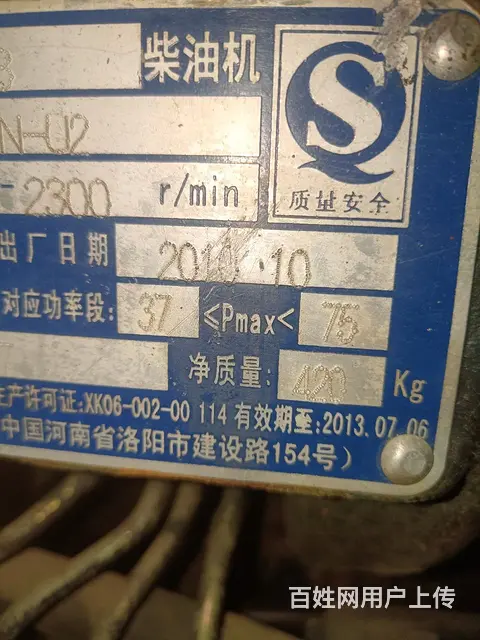 柴油机
N-U2
2300 r/min
质量安全
出厂日期 2010.10
对应功率段: 37 ≤Pmax< 75
净质量: 420 Kg
生产许可证:XK06-002-00 114 有效期至:2013.07.06
中国河南省洛阳市建设路154号)
百姓网用户上传